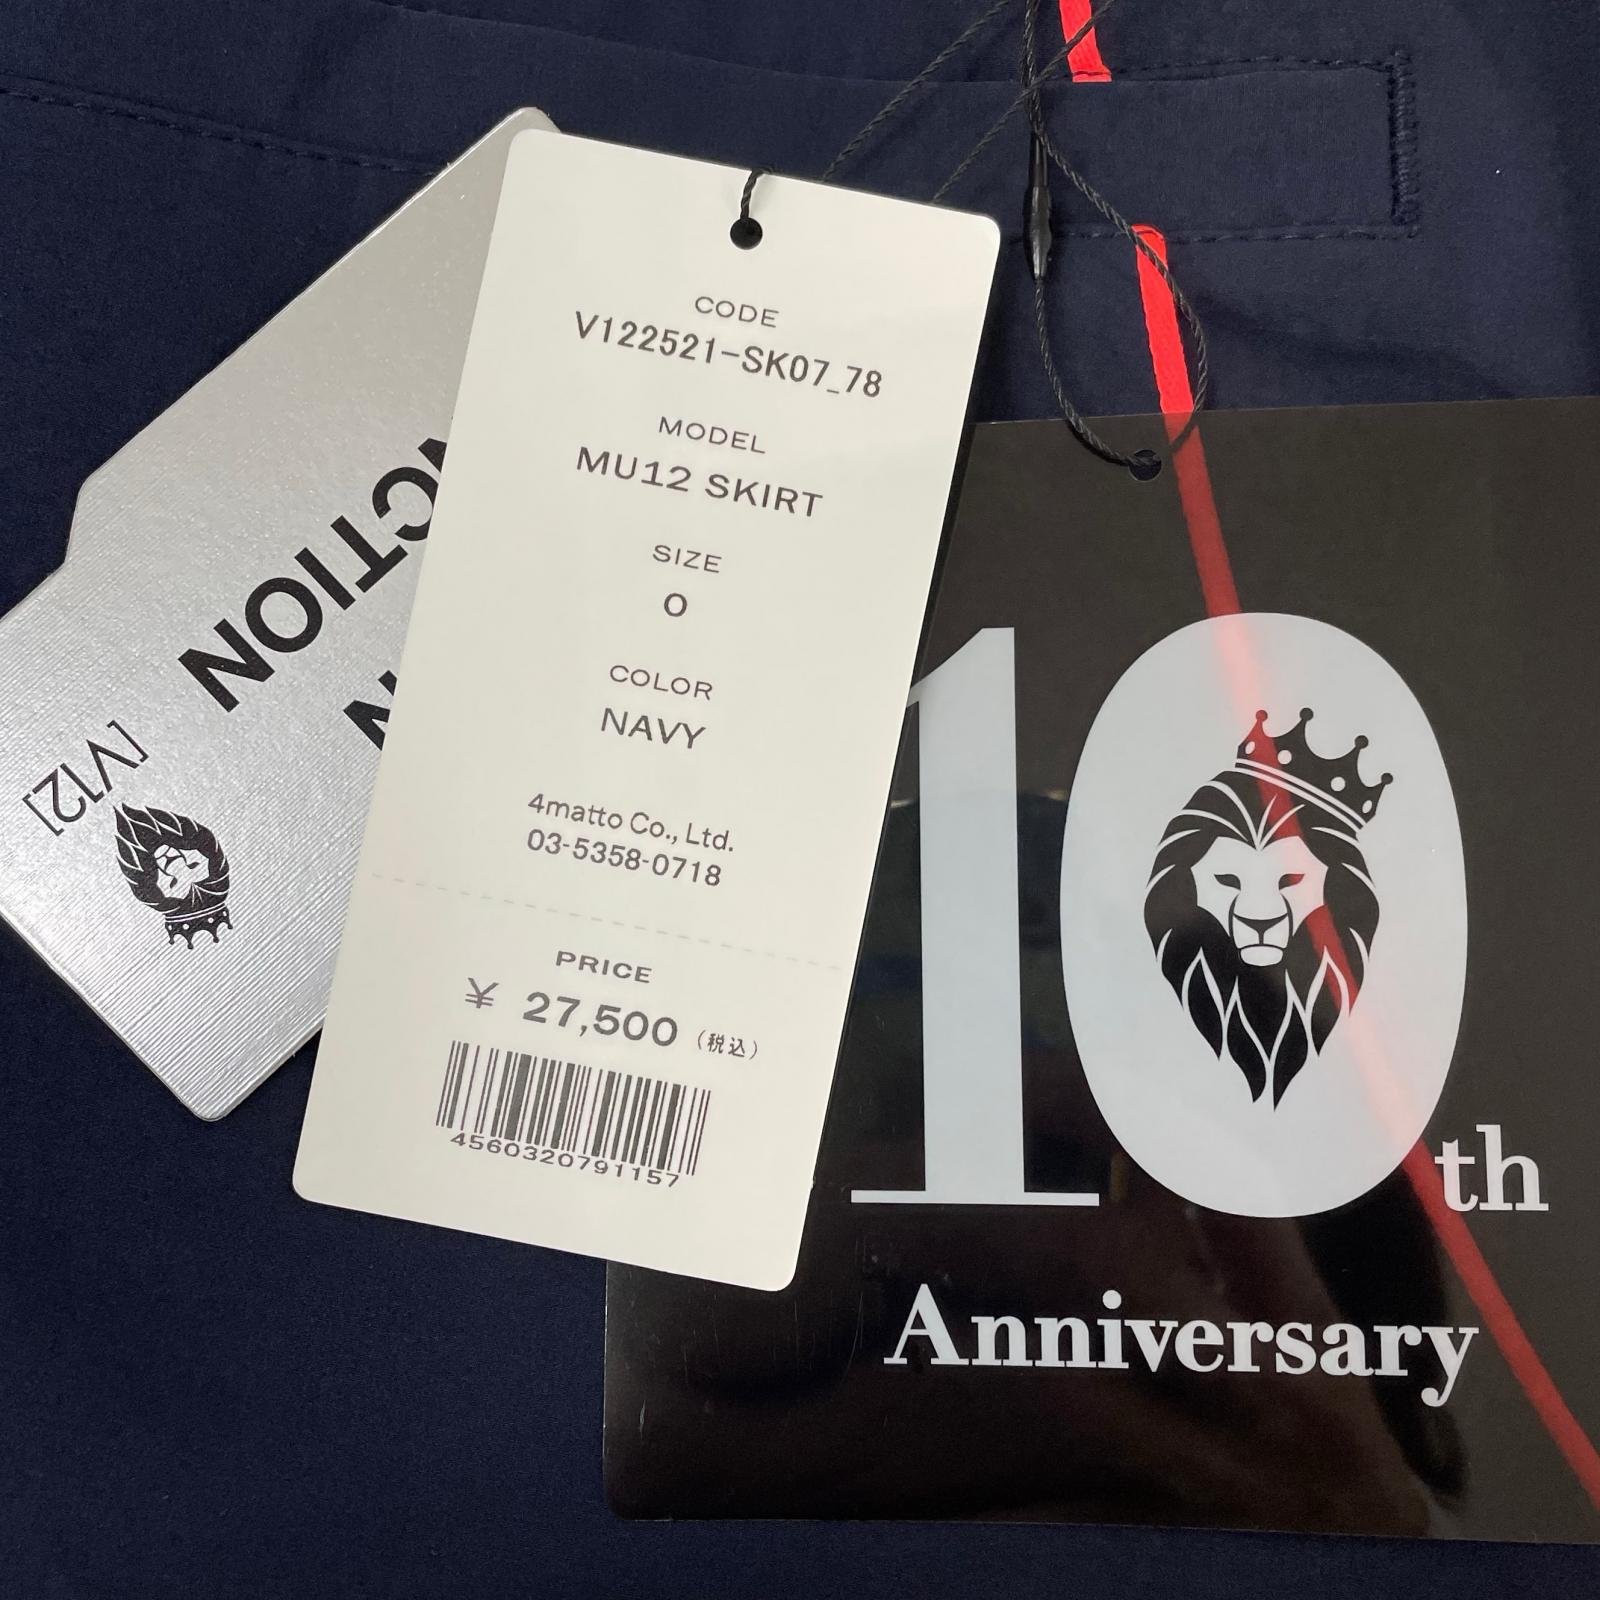 CODE
V122521-SK07_78
MODEL
MU12 SKIRT
SIZE
0
COLOR
NAVY
4matto Co., Ltd.
03-5358-0718
PRICE
¥ 27,500 (税込)
4560320791157
[V12]
10th
Anniversary